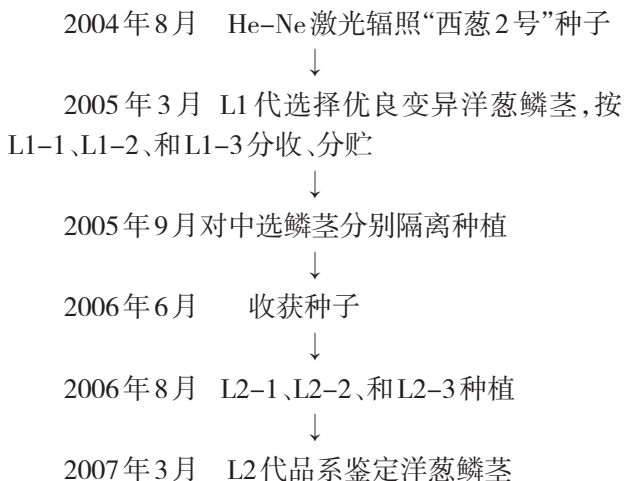 2004年8月 He-Ne激光辐照“西葱2号”种子
↓
2005年3月 L1代选择优良变异洋葱鳞茎,按
L1-1、L1-2、和L1-3分收、分贮
↓
2005年9月对中选鳞茎分别隔离种植
↓
2006年6月 收获种子
↓
2006年8月 L2-1、L2-2、和L2-3种植
↓
2007年3月 L2代品系鉴定洋葱鳞茎